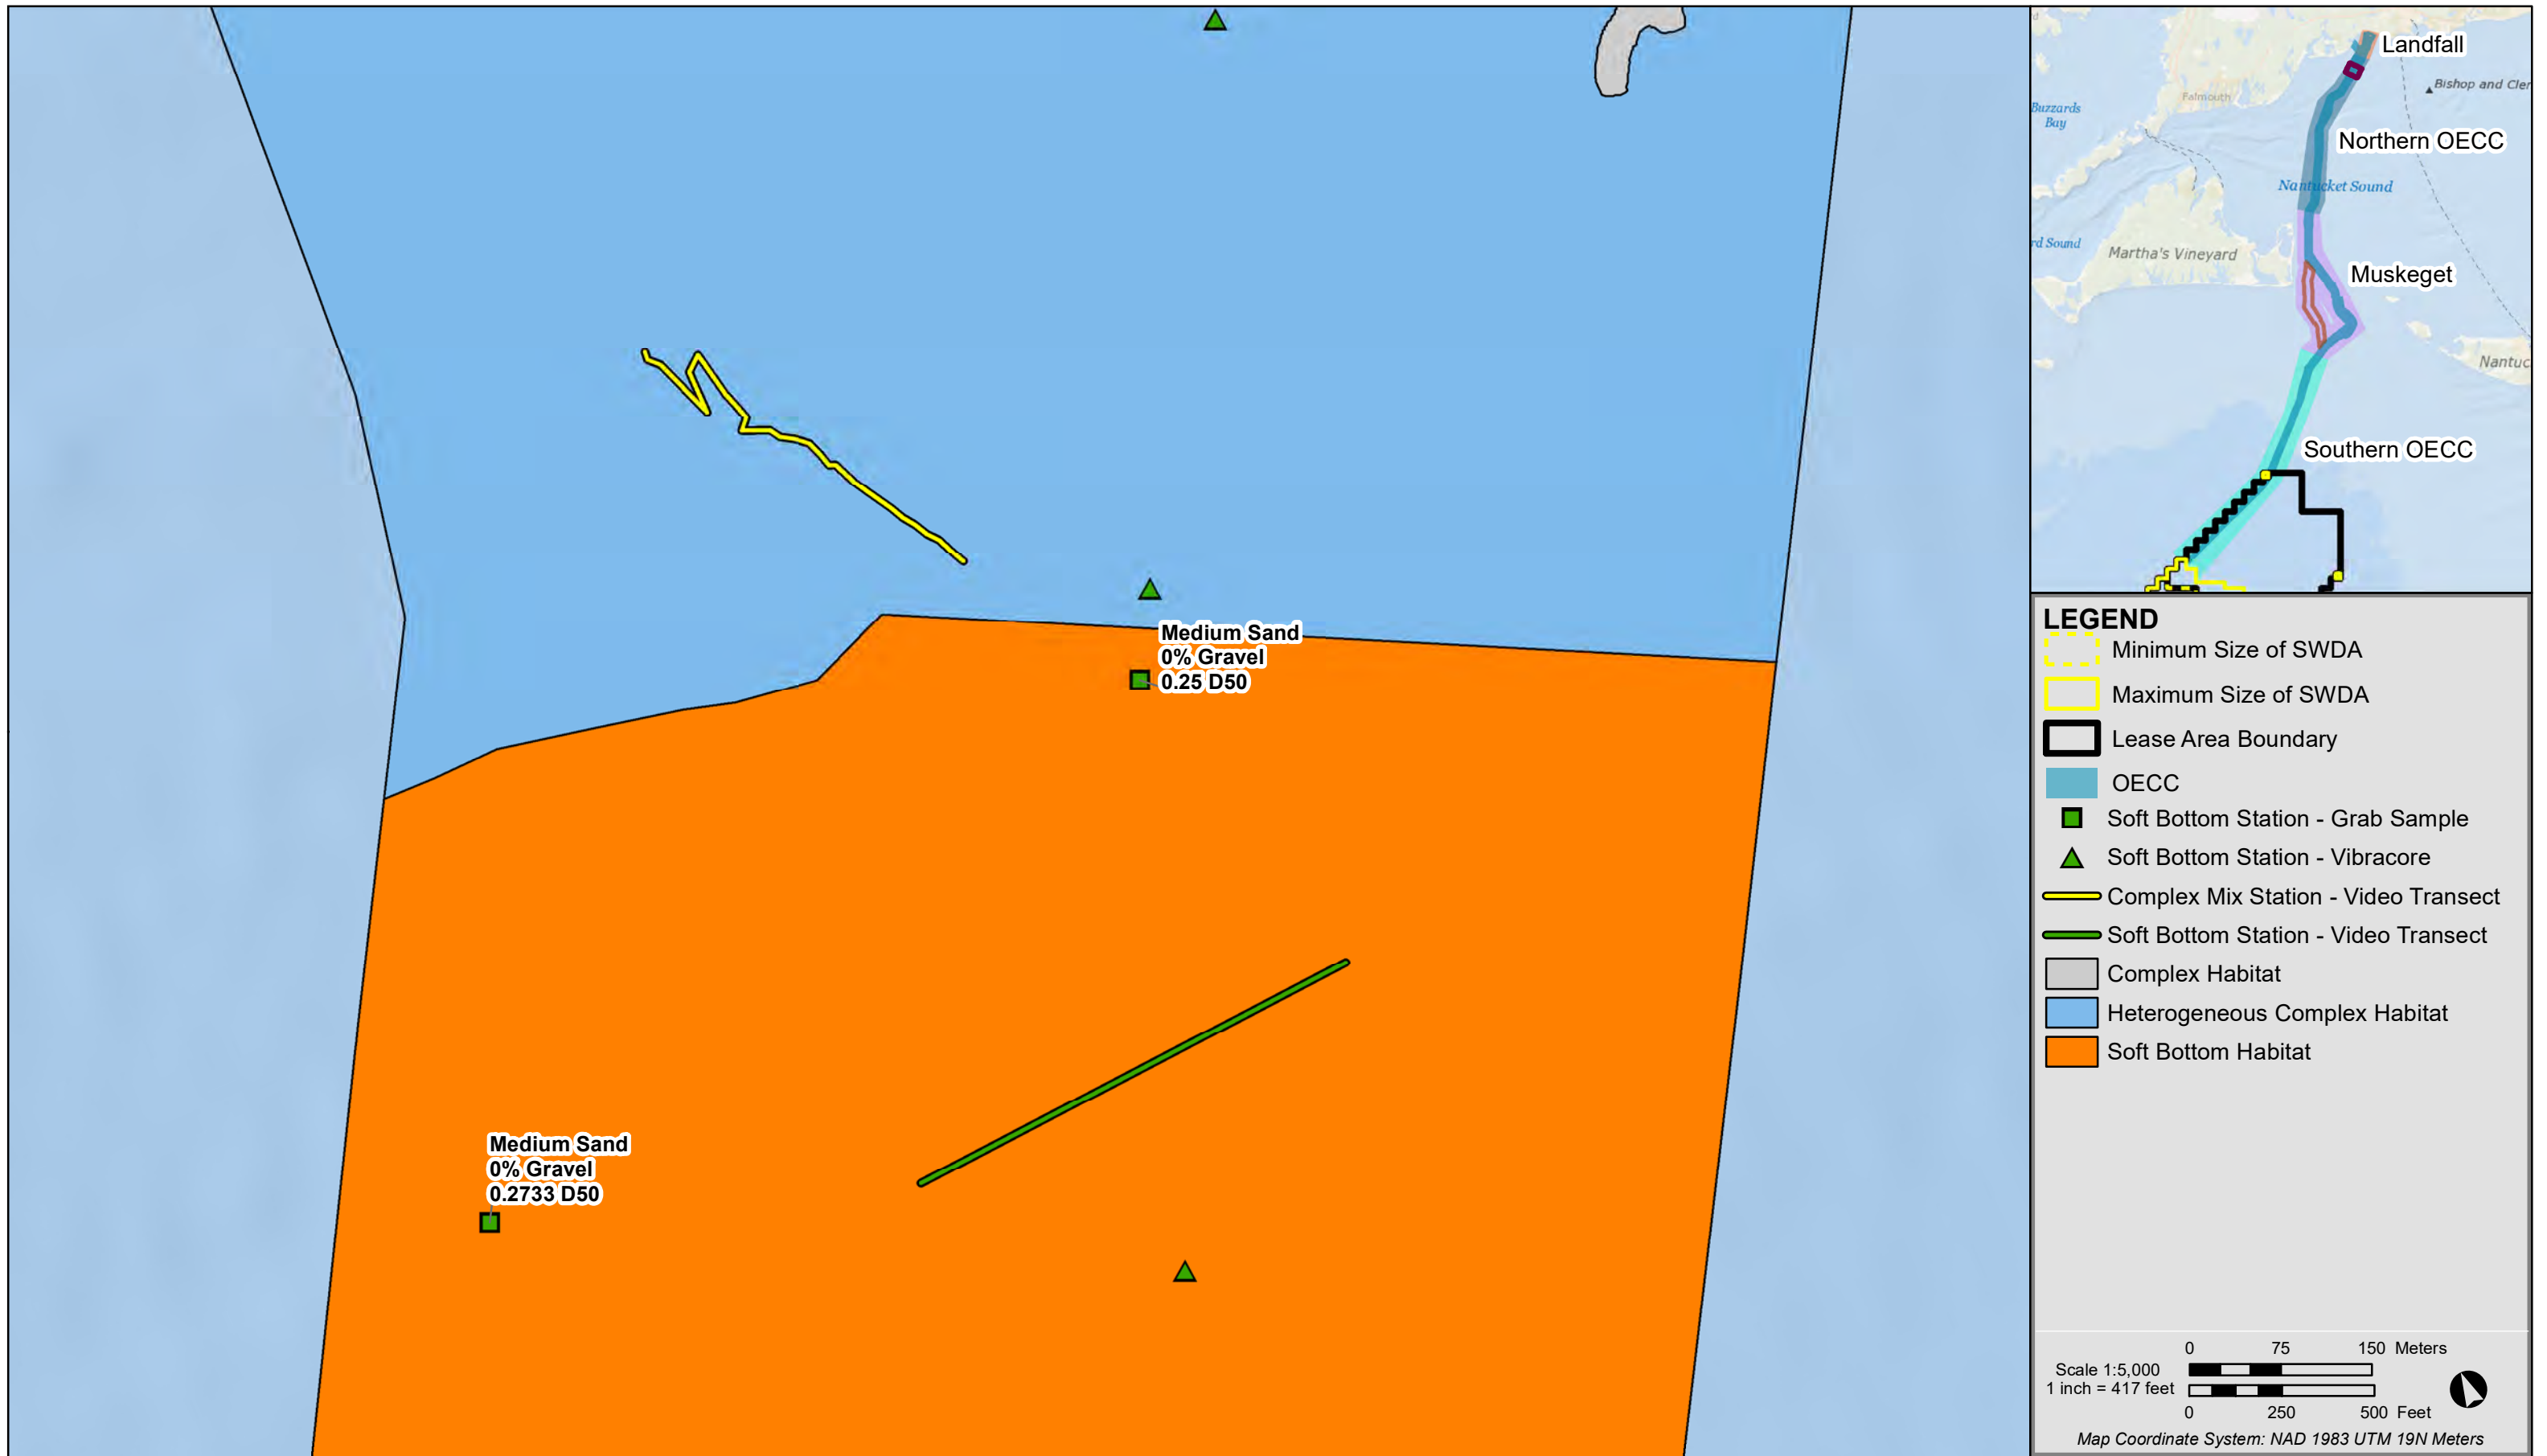 Medium Sand
0% Gravel
0.25 D50
Medium Sand
0% Gravel
0.2733 D50
Landfall
Bishop and Cler
Falmouth
Buzzards
Bay
Northern OECC
Nantucket Sound
rd Sound
Martha's Vineyard
Muskeget
Nantuc
Southern OECC
LEGEND
Minimum Size of SWDA
Maximum Size of SWDA
Lease Area Boundary
OECC
Soft Bottom Station - Grab Sample
Soft Bottom Station - Vibracore
Complex Mix Station - Video Transect
Soft Bottom Station - Video Transect
Complex Habitat
Heterogeneous Complex Habitat
Soft Bottom Habitat
0 75 150 Meters
Scale 1:5,000
1 inch = 417 feet
0 250 500 Feet
Map Coordinate System: NAD 1983 UTM 19N Meters